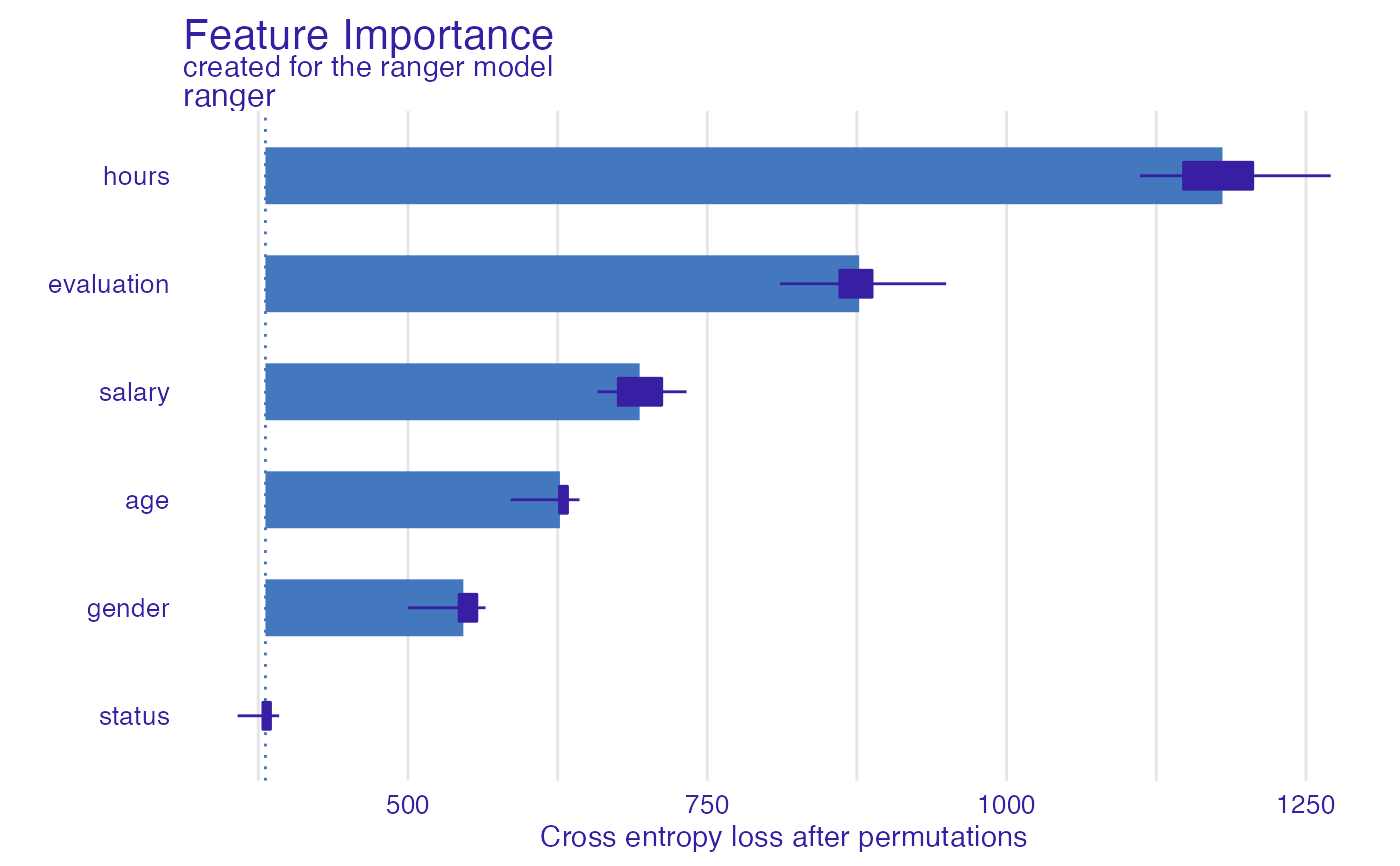 Feature Importance
created for the ranger model
ranger
hours
evaluation
salary
age
gender
status
500 750 1000 1250
Cross entropy loss after permutations